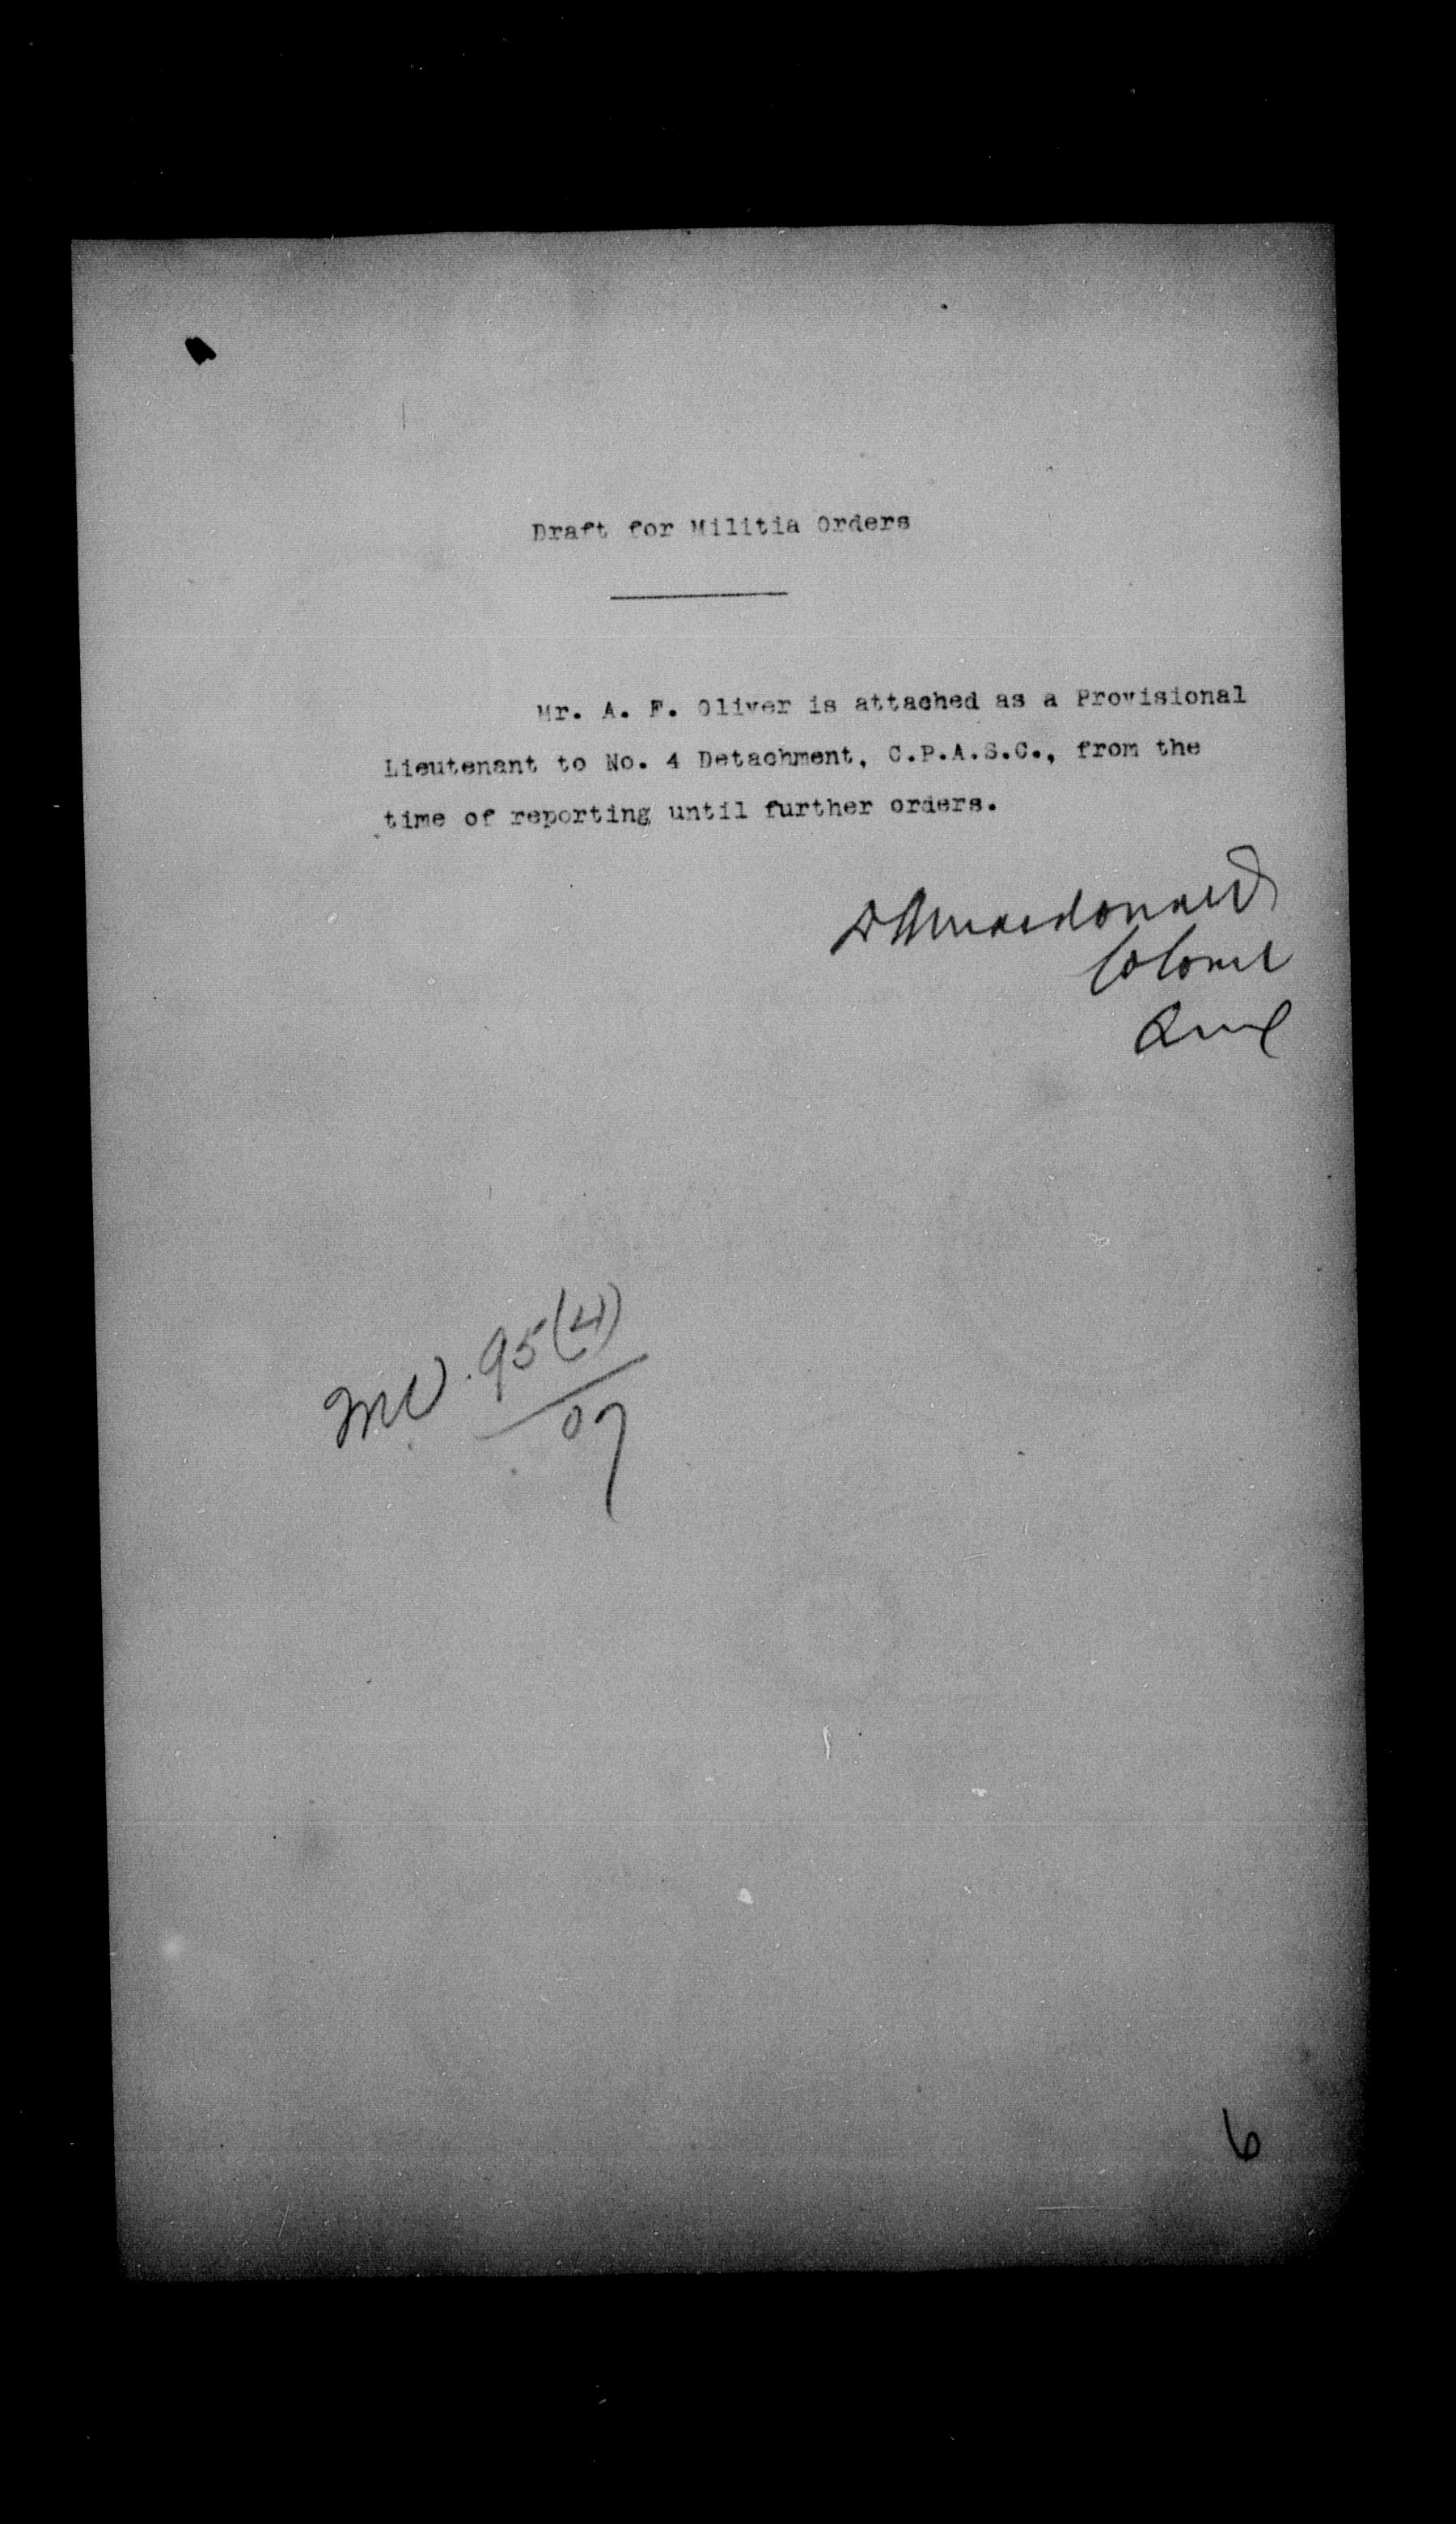 Draft for Militia Orders
Mr. A. F. Oliver is attached as a Provisional
Lieutenant to No. 4 Detachment, C.P.A.S.C., from the
time of reporting until further orders.
DAMacdonald
Colonel
95(4)
07
6